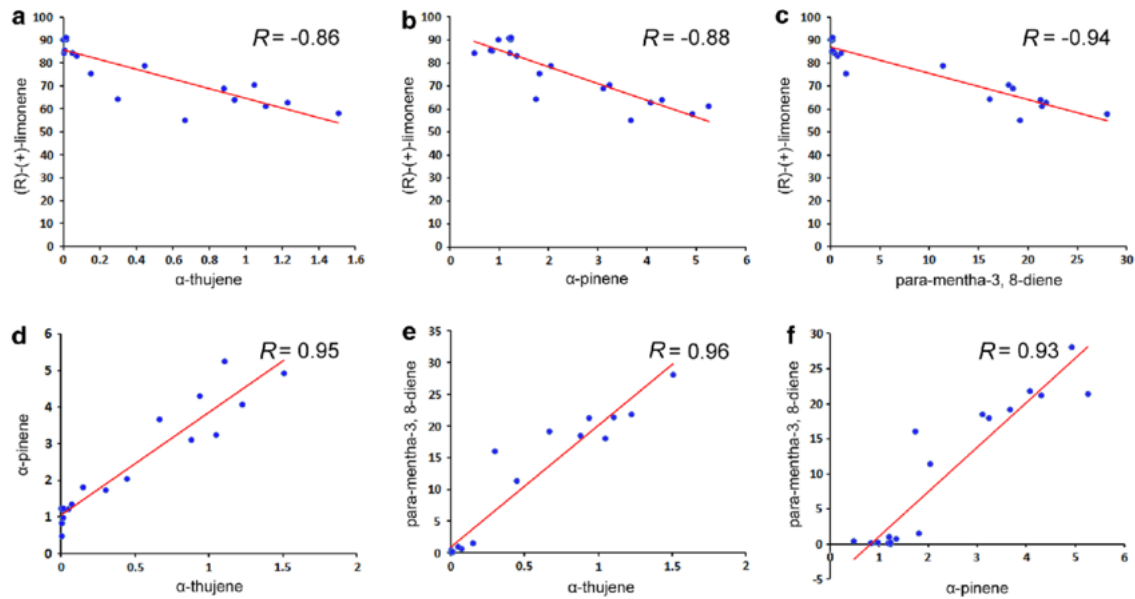 a
R = -0.86
100
90
80
70
60
50
40
30
20
10
0
(R)-(+)-limonene
0 0.2 0.4 0.6 0.8 1 1.2 1.4 1.6
α-thujene
b
R = -0.88
100
90
80
70
60
50
40
30
20
10
0
(R)-(+)-limonene
0 1 2 3 4 5 6
α-pinene
c
R = -0.94
100
90
80
70
60
50
40
30
20
10
0
(R)-(+)-limonene
0 5 10 15 20 25 30
para-mentha-3, 8-diene
d
R = 0.95
6
5
4
3
2
1
0
α-pinene
0 0.5 1 1.5 2
α-thujene
e
R = 0.96
35
30
25
20
15
10
5
0
para-mentha-3, 8-diene
0 0.5 1 1.5 2
α-thujene
f
R = 0.93
30
25
20
15
10
5
0
-5
para-mentha-3, 8-diene
0 1 2 3 4 5 6
α-pinene